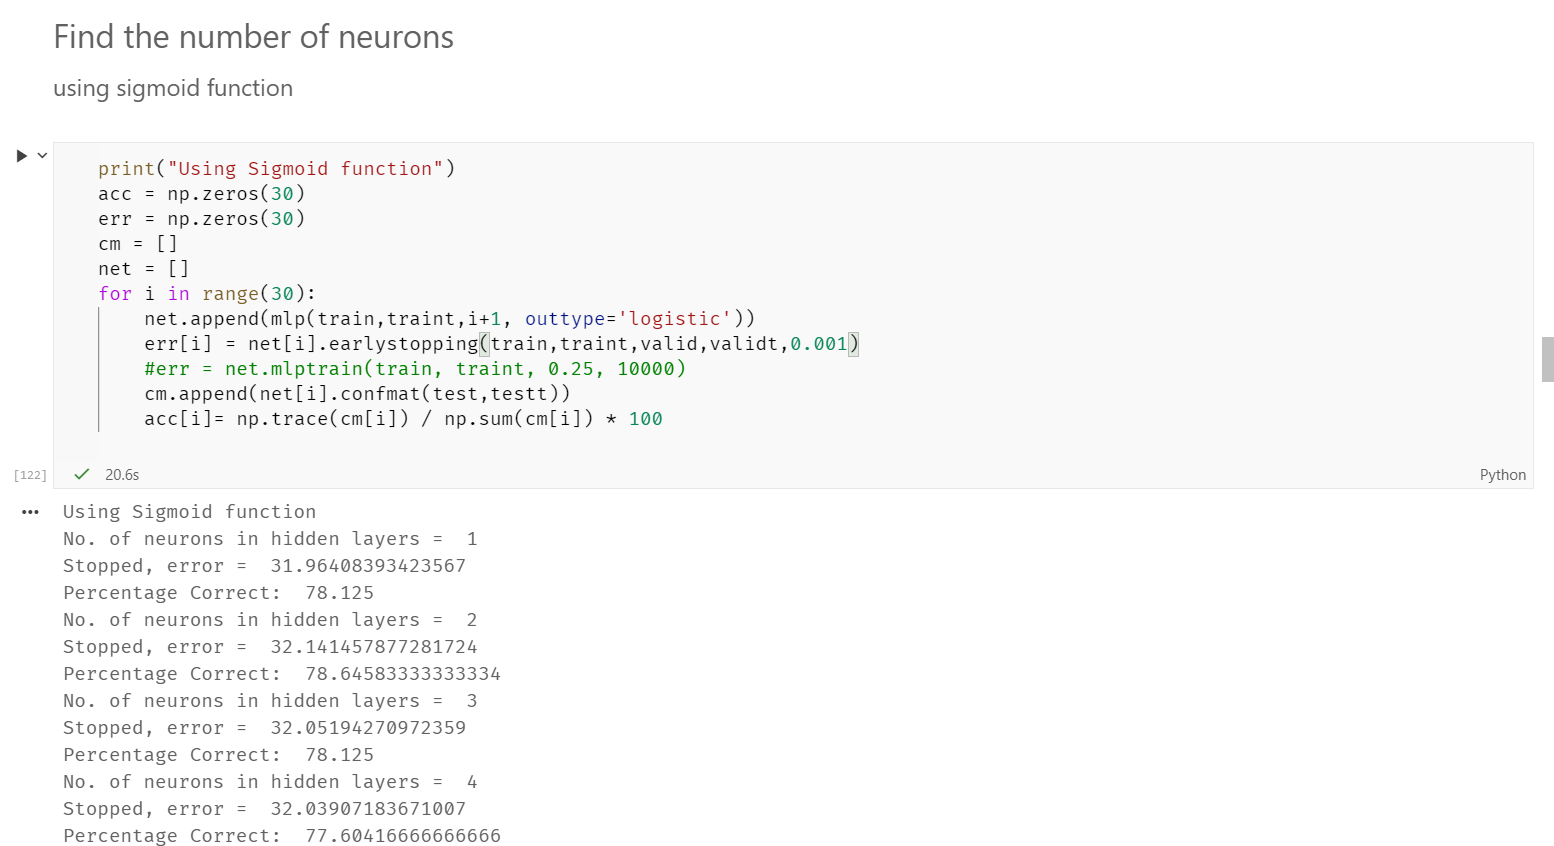 Find the number of neurons
using sigmoid function
print("Using Sigmoid function")
acc = np.zeros(30)
err = np.zeros(30)
cm = []
net = []
for i in range(30):
    net.append(mlp(train,traint,i+1, outtype='logistic'))
    err[i] = net[i].earlystopping(train,traint,valid,validt,0.001)
    #err = net.mlptrain(train, traint, 0.25, 10000)
    cm.append(net[i].confmat(test,testt))
    acc[i]= np.trace(cm[i]) / np.sum(cm[i]) * 100
[122] 20.6s Python
Using Sigmoid function
No. of neurons in hidden layers =  1
Stopped, error =  31.96408393423567
Percentage Correct:  78.125
No. of neurons in hidden layers =  2
Stopped, error =  32.141457877281724
Percentage Correct:  78.64583333333334
No. of neurons in hidden layers =  3
Stopped, error =  32.05194270972359
Percentage Correct:  78.125
No. of neurons in hidden layers =  4
Stopped, error =  32.03907183671007
Percentage Correct:  77.60416666666666